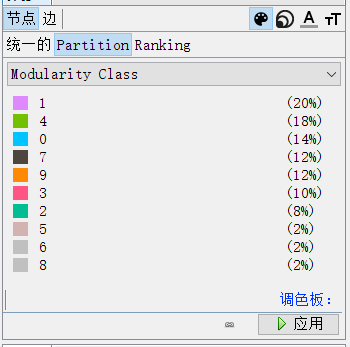 节点 边 A TT
统一的 Partition Ranking
Modularity Class
1 (20%)
4 (18%)
0 (14%)
7 (12%)
9 (12%)
3 (10%)
2 (8%)
5 (2%)
6 (2%)
8 (2%)
调色板：
应用